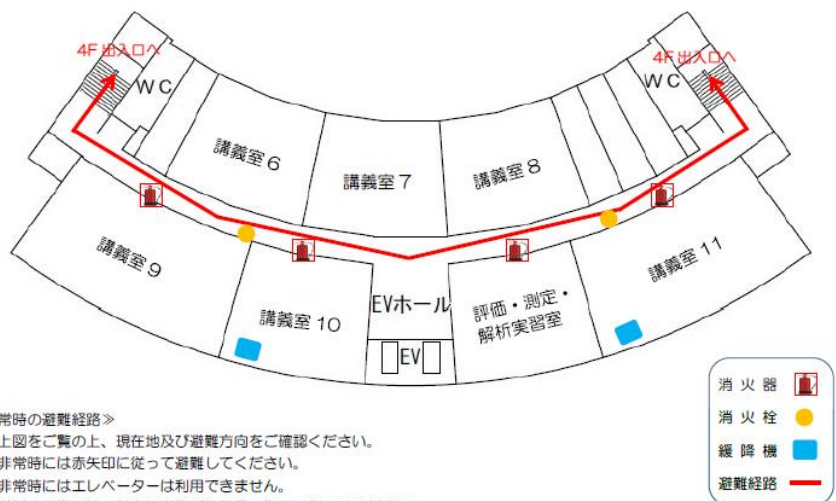 4F出入口へ
4F出入口へ
WC
WC
講義室6
講義室7
講義室8
講義室9
講義室10
EVホール
EV
評価・測定・
解析実習室
講義室11
消火器
消火栓
緩降機
避難経路
常時の避難経路≫
上図をご覧の上、現在地及び避難方向をご確認ください。
非常時には赤矢印に従って避難してください。
非常時にはエレベーターは利用できません。